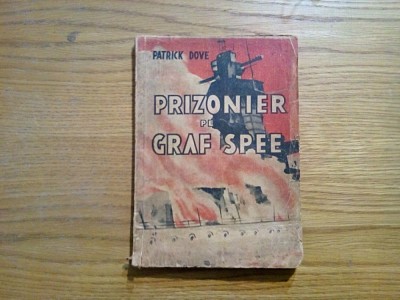 PATRICK DOVE
PRIZONIER
PE
GRAF SPEE